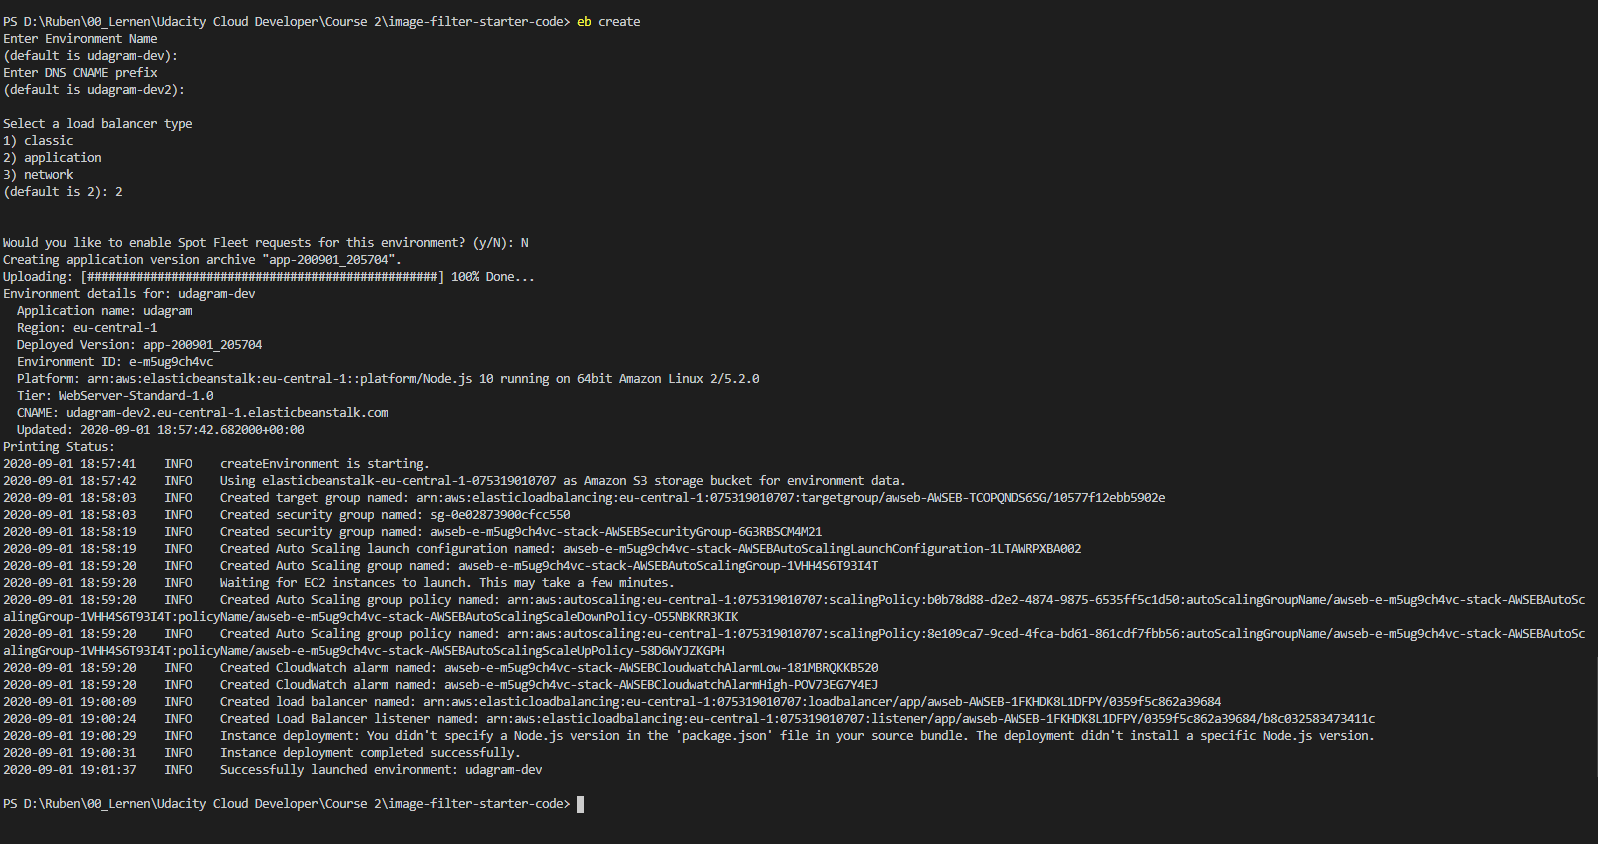 PS D:\Ruben\00_Lernen\Udacity Cloud Developer\Course 2\image-filter-starter-code> eb create
Enter Environment Name
(default is udagram-dev):
Enter DNS CNAME prefix
(default is udagram-dev2):
Select a load balancer type
1) classic
2) application
3) network
(default is 2): 2
Would you like to enable Spot Fleet requests for this environment? (y/N): N
Creating application version archive "app-200901_205704".
Uploading: [##################################################] 100% Done...
Environment details for: udagram-dev
  Application name: udagram
  Region: eu-central-1
  Deployed Version: app-200901_205704
  Environment ID: e-m5ug9ch4vc
  Platform: arn:aws:elasticbeanstalk:eu-central-1::platform/Node.js 10 running on 64bit Amazon Linux 2/5.2.0
  Tier: WebServer-Standard-1.0
  CNAME: udagram-dev2.eu-central-1.elasticbeanstalk.com
  Updated: 2020-09-01 18:57:42.682000+00:00
Printing Status:
2020-09-01 18:57:41    INFO    createEnvironment is starting.
2020-09-01 18:57:42    INFO    Using elasticbeanstalk-eu-central-1-075319010707 as Amazon S3 storage bucket for environment data.
2020-09-01 18:58:03    INFO    Created target group named: arn:aws:elasticloadbalancing:eu-central-1:075319010707:targetgroup/awseb-AWSEB-TCOPQNDS6SG/10577f12ebb5902e
2020-09-01 18:58:03    INFO    Created security group named: sg-0e02873900cfcc550
2020-09-01 18:58:19    INFO    Created security group named: awseb-e-m5ug9ch4vc-stack-AWSEBSecurityGroup-6G3RBSCM4M21
2020-09-01 18:58:19    INFO    Created Auto Scaling launch configuration named: awseb-e-m5ug9ch4vc-stack-AWSEBAutoScalingLaunchConfiguration-1LTAWRPXBA002
2020-09-01 18:59:20    INFO    Created Auto Scaling group named: awseb-e-m5ug9ch4vc-stack-AWSEBAutoScalingGroup-1VHH4S6T93I4T
2020-09-01 18:59:20    INFO    Waiting for EC2 instances to launch. This may take a few minutes.
2020-09-01 18:59:20    INFO    Created Auto Scaling group policy named: arn:aws:autoscaling:eu-central-1:075319010707:scalingPolicy:b0b78d88-d2e2-4874-9875-6535ff5c1d50:autoScalingGroupName/awseb-e-m5ug9ch4vc-stack-AWSEBAutoSc
alingGroup-1VHH4S6T93I4T:policyName/awseb-e-m5ug9ch4vc-stack-AWSEBAutoScalingScaleDownPolicy-O55NBKRR3KIK
2020-09-01 18:59:20    INFO    Created Auto Scaling group policy named: arn:aws:autoscaling:eu-central-1:075319010707:scalingPolicy:8e109ca7-9ced-4fca-bd61-861cdf7fbb56:autoScalingGroupName/awseb-e-m5ug9ch4vc-stack-AWSEBAutoSc
alingGroup-1VHH4S6T93I4T:policyName/awseb-e-m5ug9ch4vc-stack-AWSEBAutoScalingScaleUpPolicy-58D6WYJZKGPH
2020-09-01 18:59:20    INFO    Created CloudWatch alarm named: awseb-e-m5ug9ch4vc-stack-AWSEBCloudwatchAlarmLow-181MBRQKKB520
2020-09-01 18:59:20    INFO    Created CloudWatch alarm named: awseb-e-m5ug9ch4vc-stack-AWSEBCloudwatchAlarmHigh-POV73EG7Y4EJ
2020-09-01 19:00:09    INFO    Created load balancer named: arn:aws:elasticloadbalancing:eu-central-1:075319010707:loadbalancer/app/awseb-AWSEB-1FKHDK8L1DFPY/0359f5c862a39684
2020-09-01 19:00:24    INFO    Created Load Balancer listener named: arn:aws:elasticloadbalancing:eu-central-1:075319010707:listener/app/awseb-AWSEB-1FKHDK8L1DFPY/0359f5c862a39684/b8c032583473411c
2020-09-01 19:00:29    INFO    Instance deployment: You didn't specify a Node.js version in the 'package.json' file in your source bundle. The deployment didn't install a specific Node.js version.
2020-09-01 19:00:31    INFO    Instance deployment completed successfully.
2020-09-01 19:01:37    INFO    Successfully launched environment: udagram-dev
PS D:\Ruben\00_Lernen\Udacity Cloud Developer\Course 2\image-filter-starter-code>